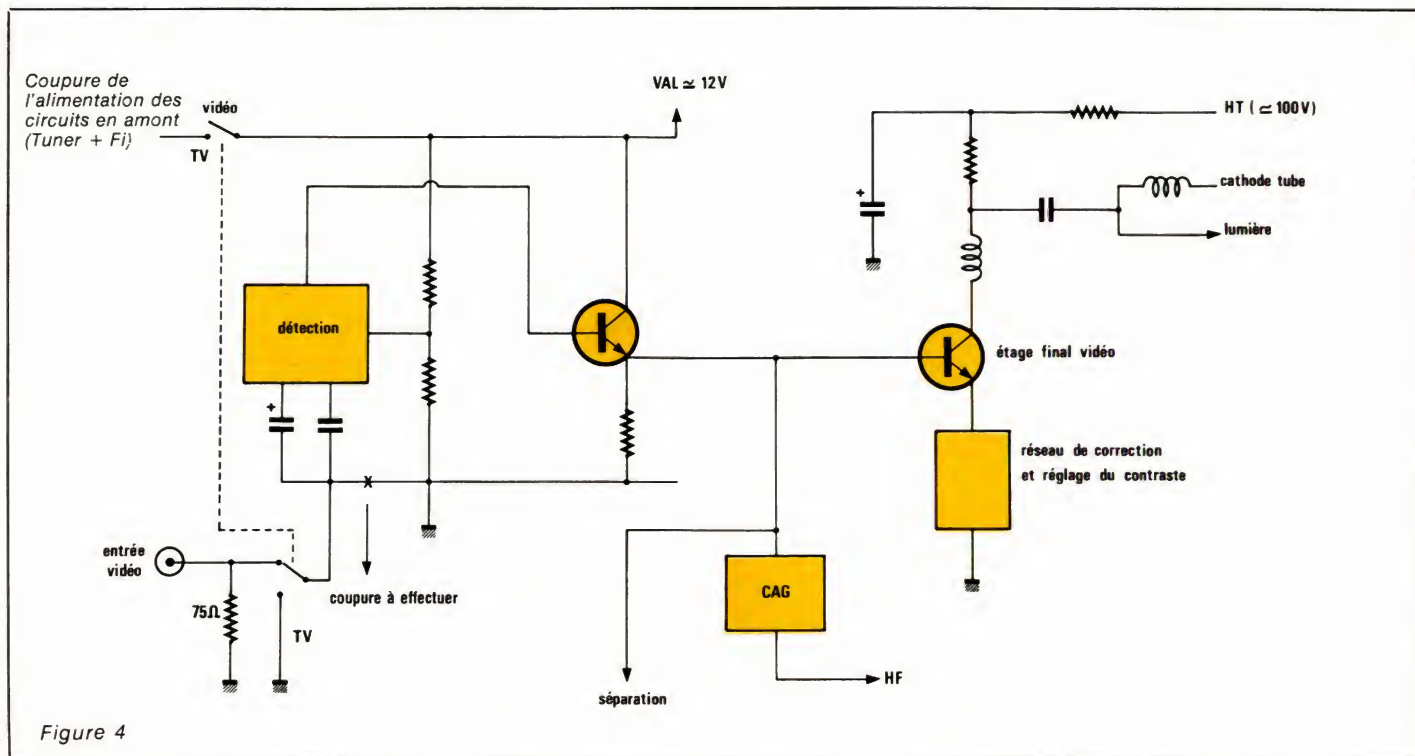 Coupure de
l'alimentation des
circuits en amont
(Tuner + Fi)
vidéo
TV
VAL ≃ 12V
HT ( ≃ 100V)
cathode tube
lumière
détection
étage final vidéo
réseau de correction
et réglage du contraste
entrée
vidéo
75Ω
TV
coupure à effectuer
CAG
HF
séparation
Figure 4
+
+
x